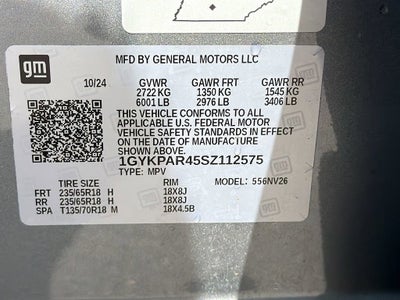 gm
MFD BY GENERAL MOTORS LLC
10/24 GVWR GAWR FRT GAWR RR
2722 KG 1350 KG 1545 KG
6001 LB 2976 LB 3406 LB
THIS VEHICLE CONFORMS TO ALL
APPLICABLE U.S. FEDERAL MOTOR
VEHICLE SAFETY STANDARDS IN EFFECT
ON THE DATE OF MANUFACTURE
SHOWN ABOVE.
1GYKPAR45SZ112575
TYPE: MPV
TIRE SIZE RIM MODEL: 556NV26
FRT 235/65R18 H 18X8J
RR 235/65R18 H 18X8J
SPA T135/70R18 M 18X4.5B